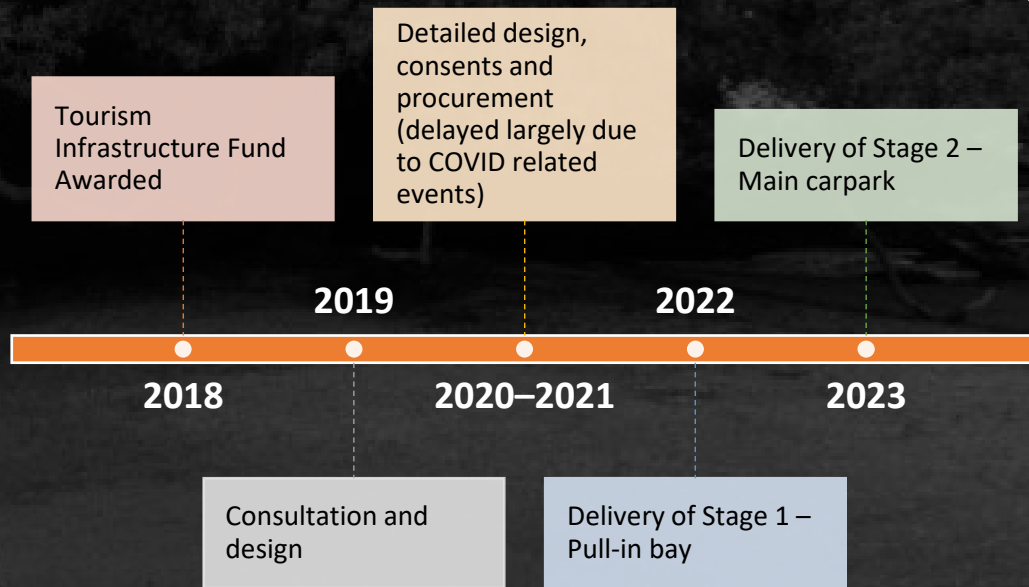 Tourism
Infrastructure Fund
Awarded
Detailed design,
consents and
procurement
(delayed largely due
to COVID related
events)
Delivery of Stage 2 –
Main carpark
2019
2022
2018
2020–2021
2023
Consultation and
design
Delivery of Stage 1 –
Pull-in bay